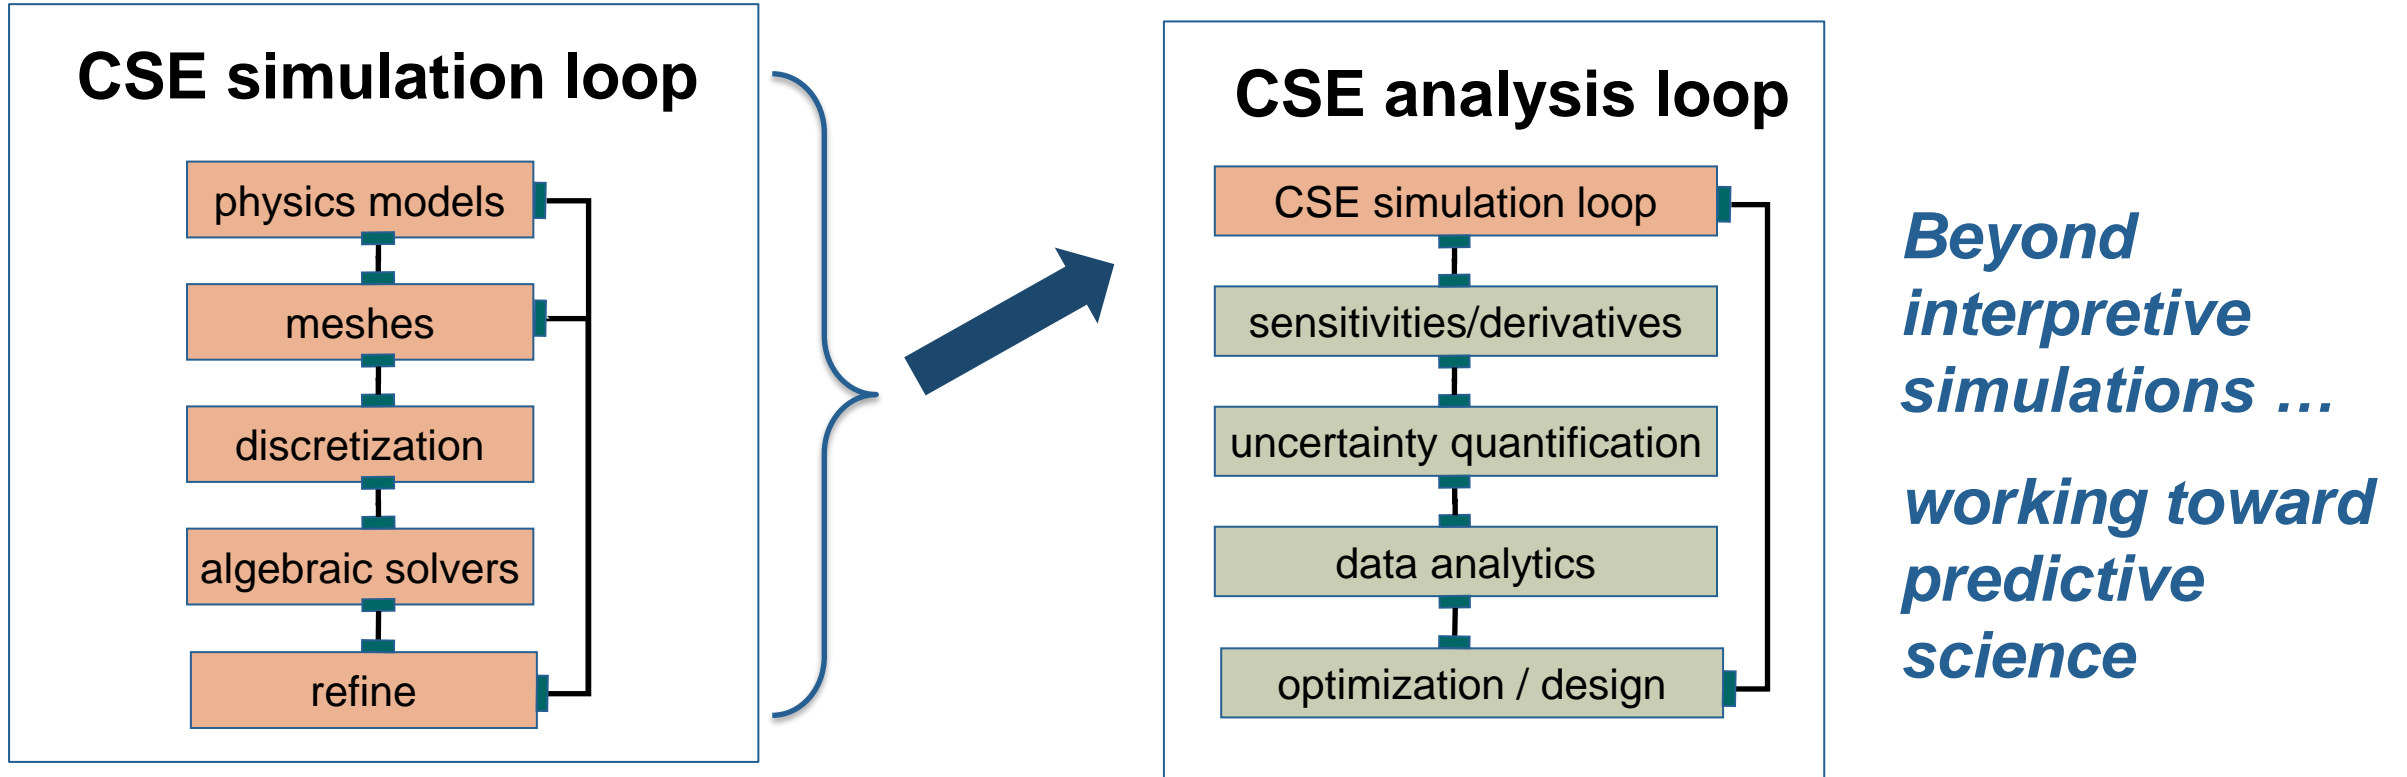 CSE simulation loop
physics models
meshes
discretization
algebraic solvers
refine
CSE analysis loop
CSE simulation loop
sensitivities/derivatives
uncertainty quantification
data analytics
optimization / design
Beyond
interpretive
simulations …
working toward
predictive
science